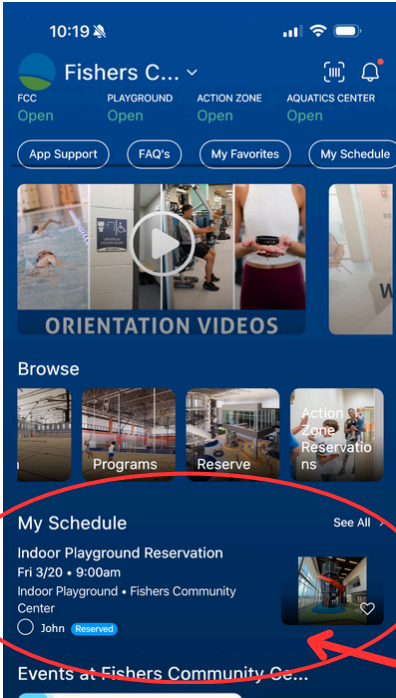 10:19
Fishers C...
FCC PLAYGROUND ACTION ZONE AQUATICS CENTER
Open Open Open Open
App Support FAQ's My Favorites My Schedule
ORIENTATION VIDEOS
Browse
Programs Reserve Action Zone Reservatio ns
My Schedule See All
Indoor Playground Reservation
Fri 3/20 • 9:00am
Indoor Playground • Fishers Community
Center
John Reserved
Events at Fishers Community Ce...